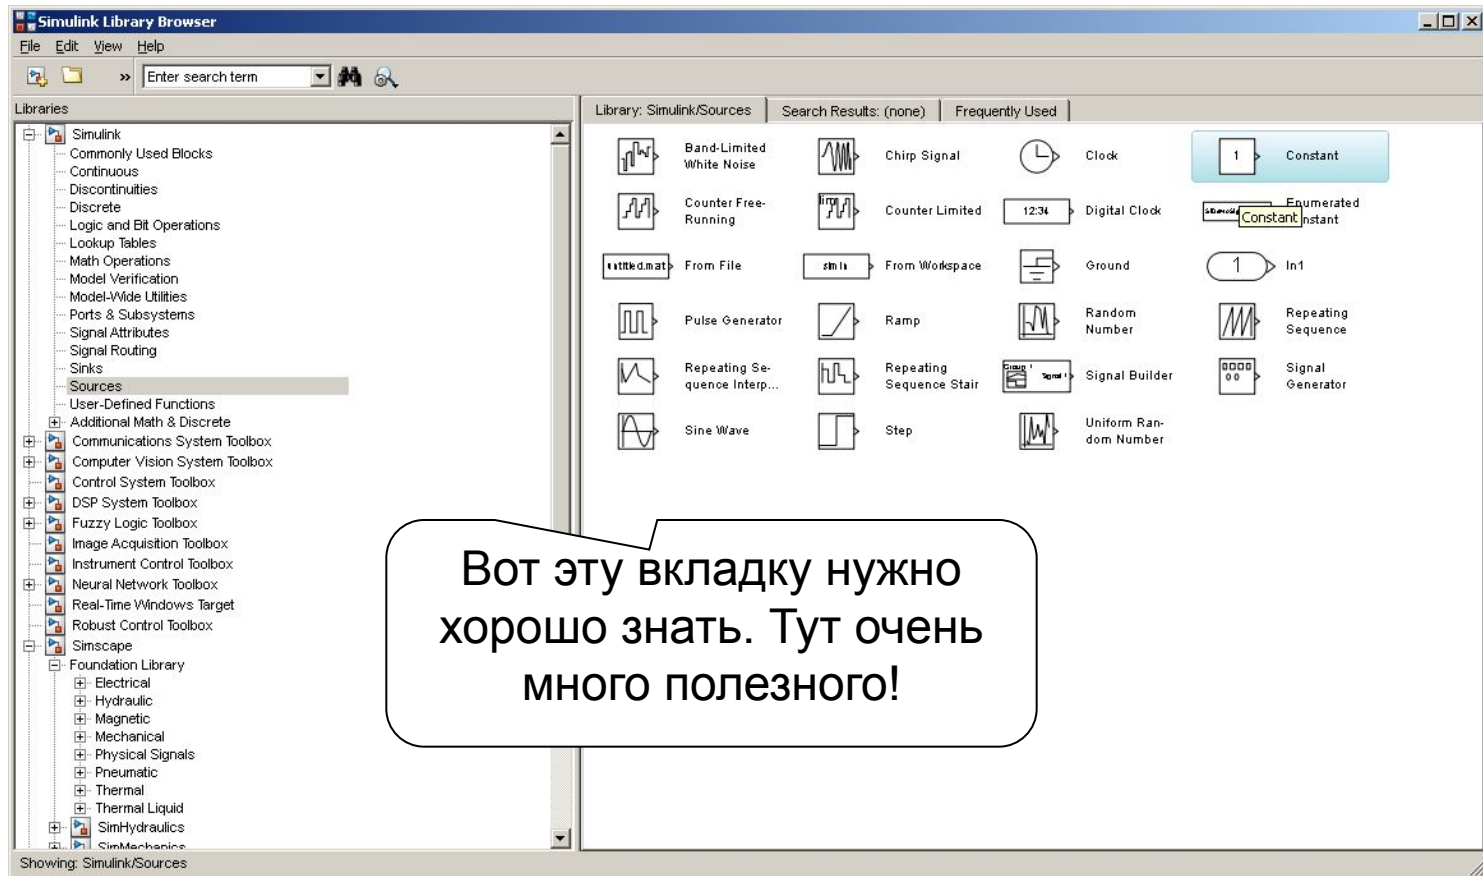 Simulink Library Browser
File Edit View Help
» Enter search term
Libraries
Simulink
Commonly Used Blocks
Continuous
Discontinuities
Discrete
Logic and Bit Operations
Lookup Tables
Math Operations
Model Verification
Model-Wide Utilities
Ports & Subsystems
Signal Attributes
Signal Routing
Sinks
Sources
User-Defined Functions
Additional Math & Discrete
Communications System Toolbox
Computer Vision System Toolbox
Control System Toolbox
DSP System Toolbox
Fuzzy Logic Toolbox
Image Acquisition Toolbox
Instrument Control Toolbox
Neural Network Toolbox
Real-Time Windows Target
Robust Control Toolbox
Simscape
Foundation Library
Electrical
Hydraulic
Magnetic
Mechanical
Physical Signals
Pneumatic
Thermal
Thermal Liquid
SimHydraulics
SimMechanics
Library: Simulink/Sources Search Results: (none) Frequently Used
Band-Limited
White Noise
Chirp Signal
Clock
1 Constant
Counter Free-
Running
lim
Counter Limited
12:34 Digital Clock
Enumerated
Constant
nstant
untitled.mat From File
simin From Workspace
Ground
1 In1
Pulse Generator
Ramp
Random
Number
Repeating
Sequence
Repeating Se-
quence Interp...
Repeating
Sequence Stair
Group 1
Signal 1
Signal Builder
Signal
Generator
Sine Wave
Step
Uniform Ran-
dom Number
Вот эту вкладку нужно
хорошо знать. Тут очень
много полезного!
Showing: Simulink/Sources